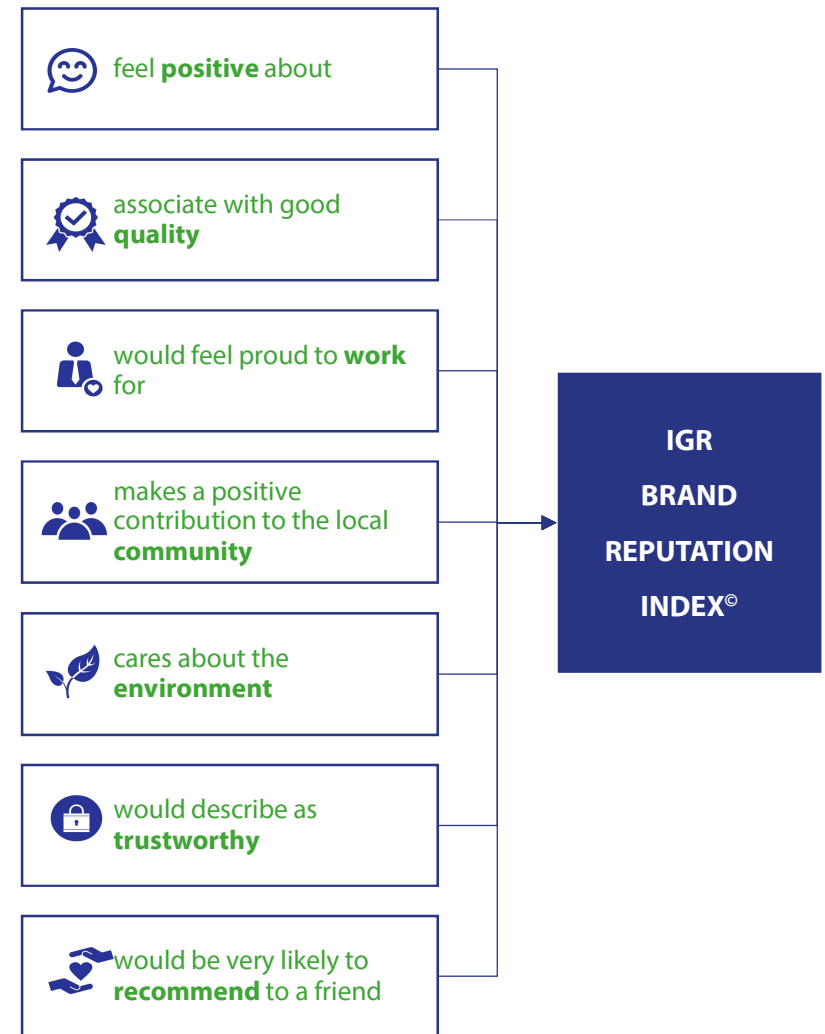 feel positive about
associate with good
quality
would feel proud to work
for
makes a positive
contribution to the local
community
cares about the
environment
would describe as
trustworthy
would be very likely to
recommend to a friend
IGR
BRAND
REPUTATION
INDEX©